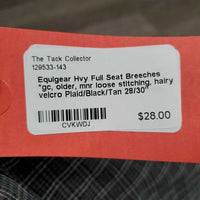 The Tack Collector
129533-143
Equigear Hvy Full Seat Breeches
*gc, older, mnr loose stitching, hairy
velcro Plaid/Black/Tan 28/30"
$28.00
CVKWDJ